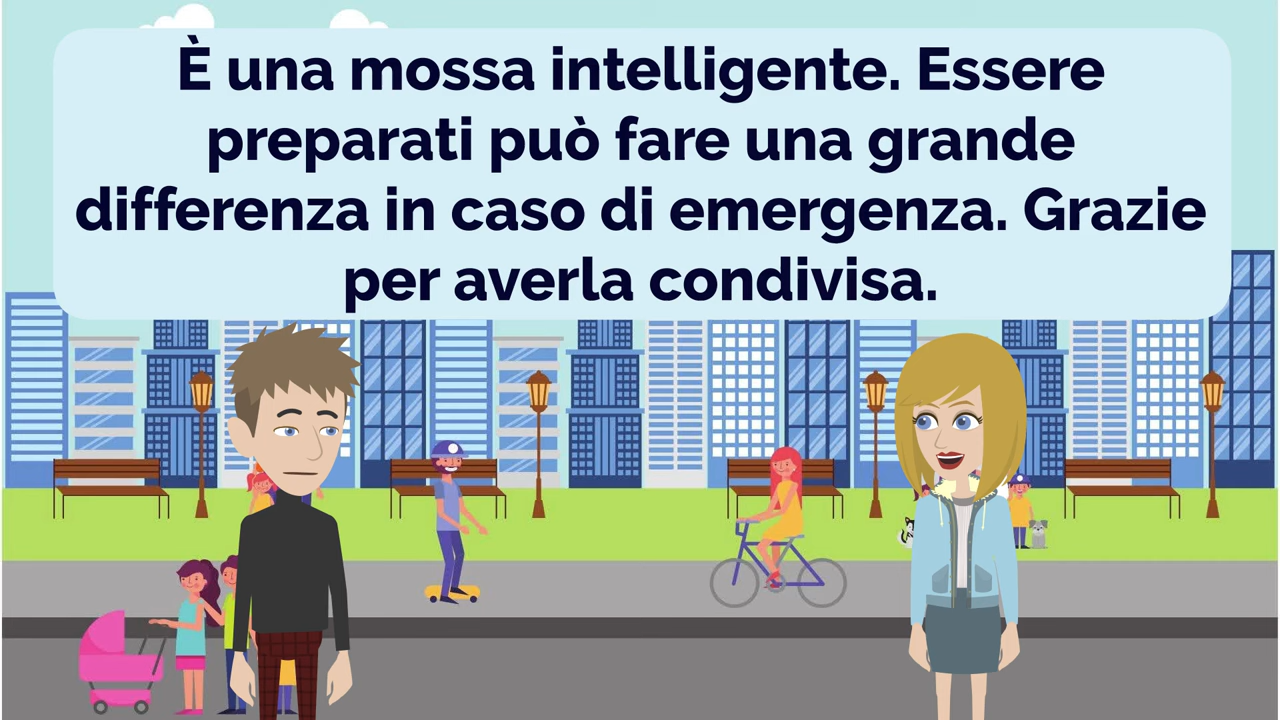 È una mossa intelligente. Essere
preparati può fare una grande
differenza in caso di emergenza. Grazie
per averla condivisa.